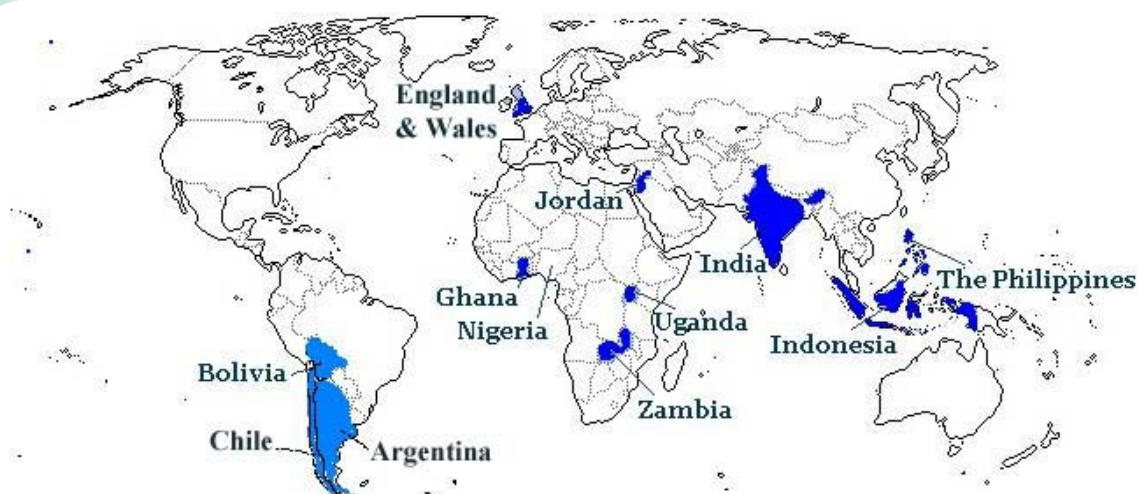 England
& Wales
Jordan
India
The Philippines
Ghana
Nigeria
Uganda
Indonesia
Bolivia
Zambia
Chile
Argentina